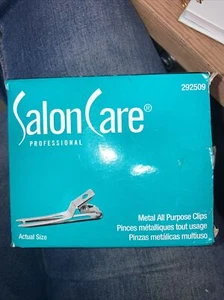 292509
Salon Care®
PROFESSIONAL
Metal All Purpose Clips
Pinces métalliques tout usage
Pinzas metálicas multiuso
Actual Size